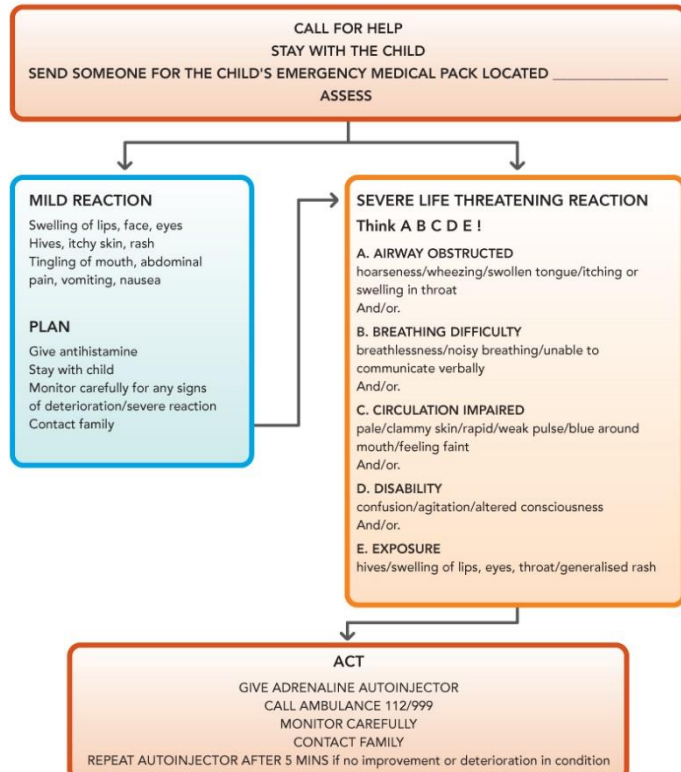 CALL FOR HELP
STAY WITH THE CHILD
SEND SOMEONE FOR THE CHILD'S EMERGENCY MEDICAL PACK LOCATED _______________
ASSESS
MILD REACTION
Swelling of lips, face, eyes
Hives, itchy skin, rash
Tingling of mouth, abdominal
pain, vomiting, nausea
PLAN
Give antihistamine
Stay with child
Monitor carefully for any signs
of deterioration/severe reaction
Contact family
SEVERE LIFE THREATENING REACTION
Think A B C D E !
A. AIRWAY OBSTRUCTED
hoarseness/wheezing/swollen tongue/itching or
swelling in throat
And/or.
B. BREATHING DIFFICULTY
breathlessness/noisy breathing/unable to
communicate verbally
And/or.
C. CIRCULATION IMPAIRED
pale/clammy skin/rapid/weak pulse/blue around
mouth/feeling faint
And/or.
D. DISABILITY
confusion/agitation/altered consciousness
And/or.
E. EXPOSURE
hives/swelling of lips, eyes, throat/generalised rash
ACT
GIVE ADRENALINE AUTOINJECTOR
CALL AMBULANCE 112/999
MONITOR CAREFULLY
CONTACT FAMILY
REPEAT AUTOINJECTOR AFTER 5 MINS if no improvement or deterioration in condition